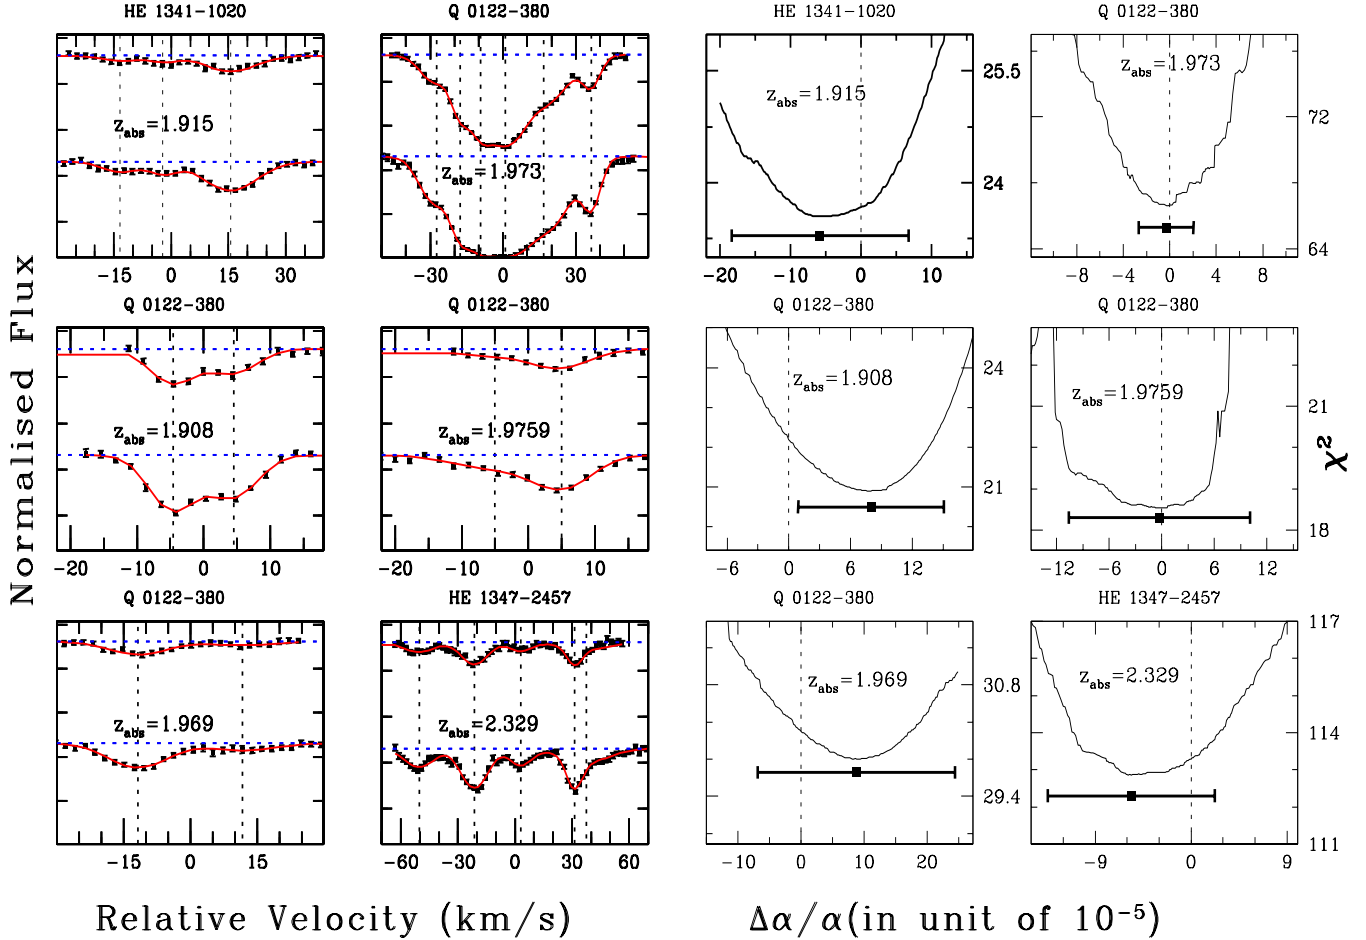 HE 1341-1020
Q 0122-380
HE 1341-1020
Q 0122-380
z_abs=1.915
z_abs=1.973
z_abs=1.915
z_abs=1.973
25.5
24
72
64
-15 0 15 30
-30 0 30
-20 -10 0 10
-8 -4 0 4 8
Q 0122-380
Q 0122-380
Q 0122-380
Q 0122-380
z_abs=1.908
z_abs=1.9759
z_abs=1.908
z_abs=1.9759
24
21
21
18
-20 -10 0 10
-20 -10 0 10
-6 0 6 12
-12 -6 0 6 12
Q 0122-380
HE 1347-2457
Q 0122-380
HE 1347-2457
z_abs=1.969
z_abs=2.329
z_abs=1.969
z_abs=2.329
30.8
29.4
117
114
111
-15 0 15
-60 -30 0 30 60
-10 0 10 20
-9 0 9
Normalised Flux
χ²
Relative Velocity (km/s)
Δα/α(in unit of 10⁻⁵)